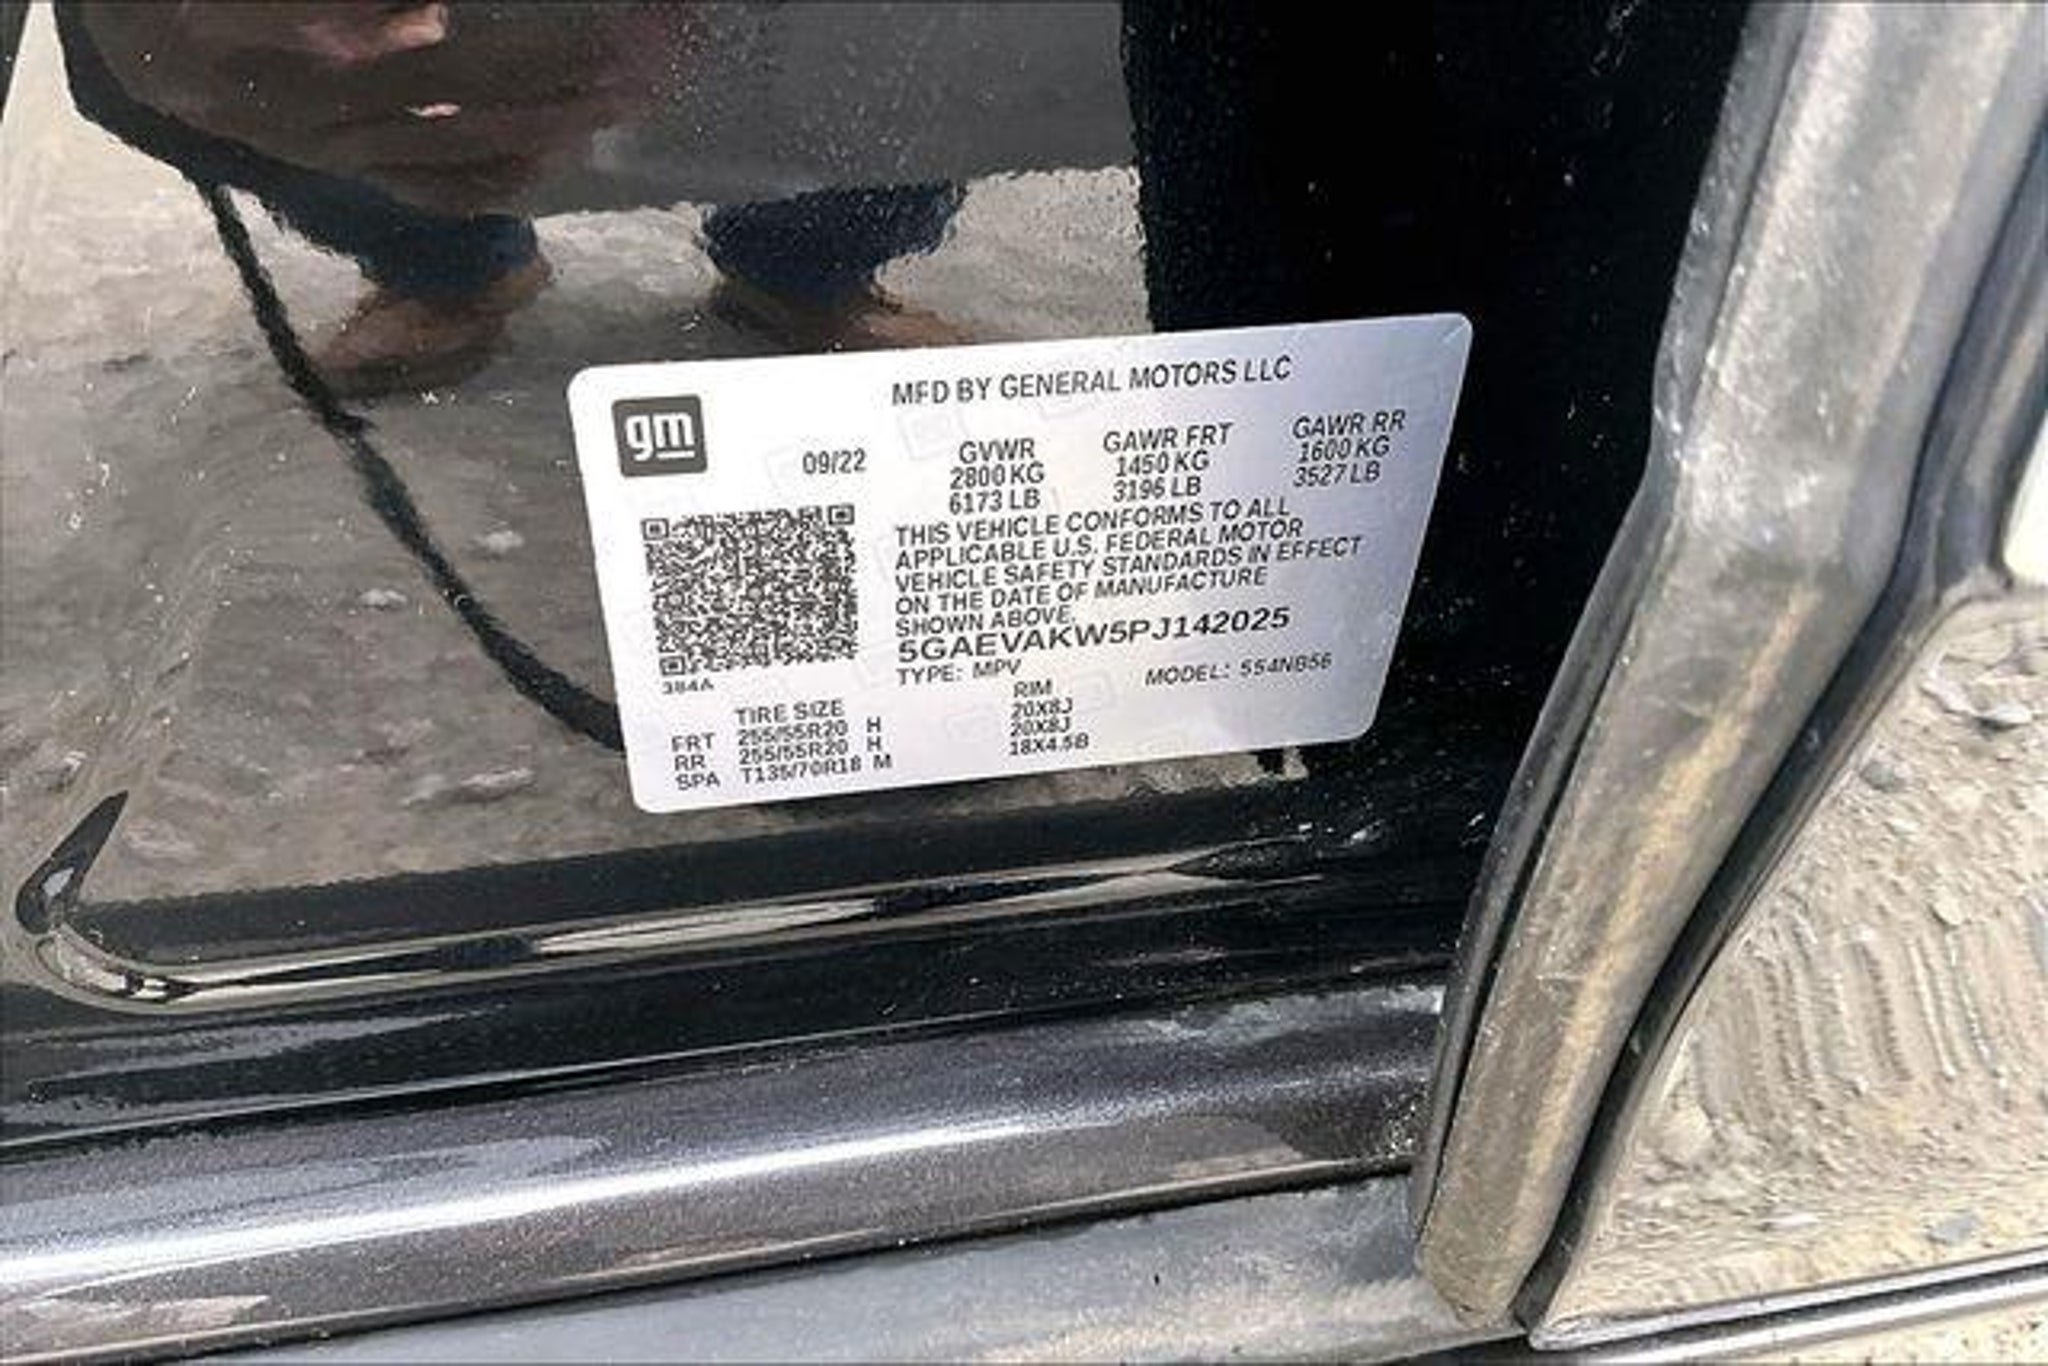 MFD BY GENERAL MOTORS LLC
gm
09/22
GVWR GAWR FRT GAWR RR
2800 KG 1450 KG 1600 KG
6173 LB 3196 LB 3527 LB
THIS VEHICLE CONFORMS TO ALL
APPLICABLE U.S. FEDERAL MOTOR
VEHICLE SAFETY STANDARDS IN EFFECT
ON THE DATE OF MANUFACTURE
SHOWN ABOVE.
5GAEVAKW5PJ142025
TYPE: MPV MODEL: 554NB56
384A
TIRE SIZE RIM
FRT 255/55R20 H 20X8J
RR 255/55R20 H 20X8J
SPA T135/70R18 M 18X4.5B